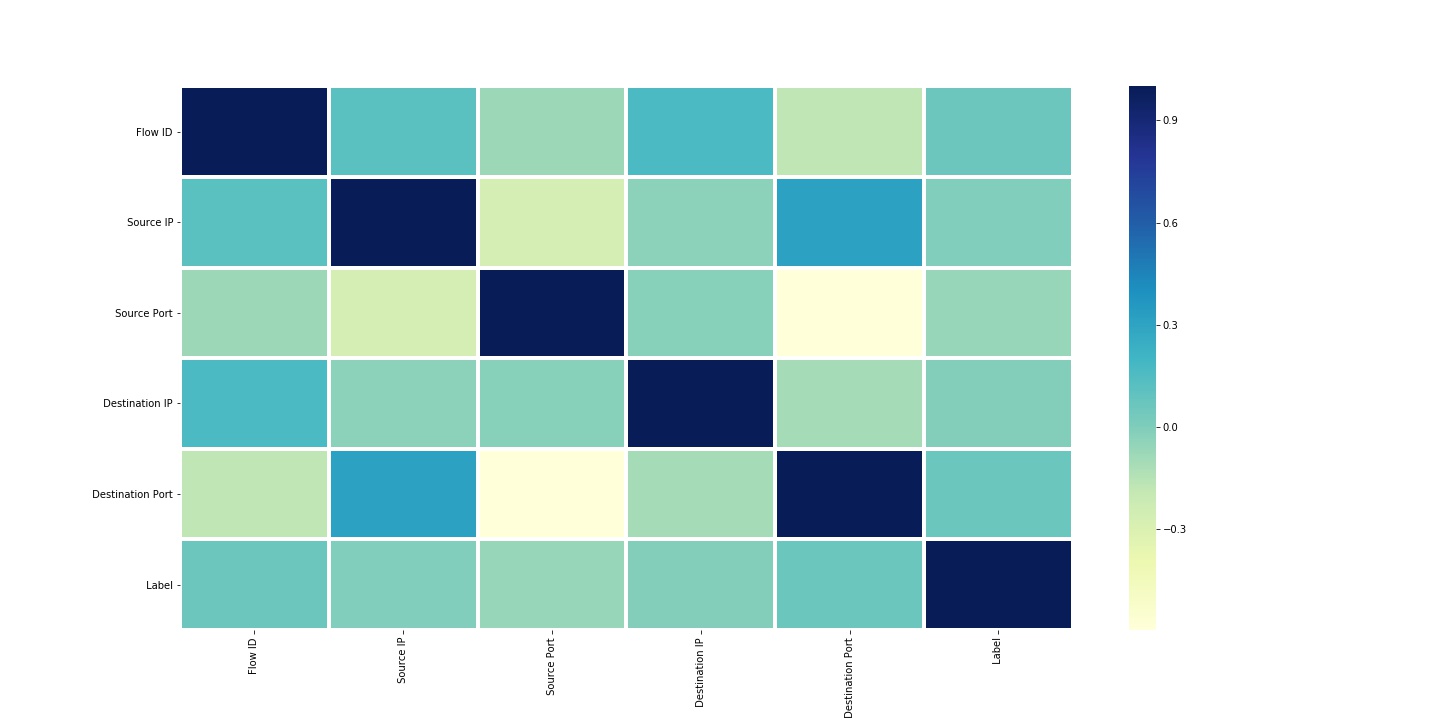 Flow ID
Source IP
Source Port
Destination IP
Destination Port
Label
Flow ID
Source IP
Source Port
Destination IP
Destination Port
Label
0.9
0.6
0.3
0.0
−0.3